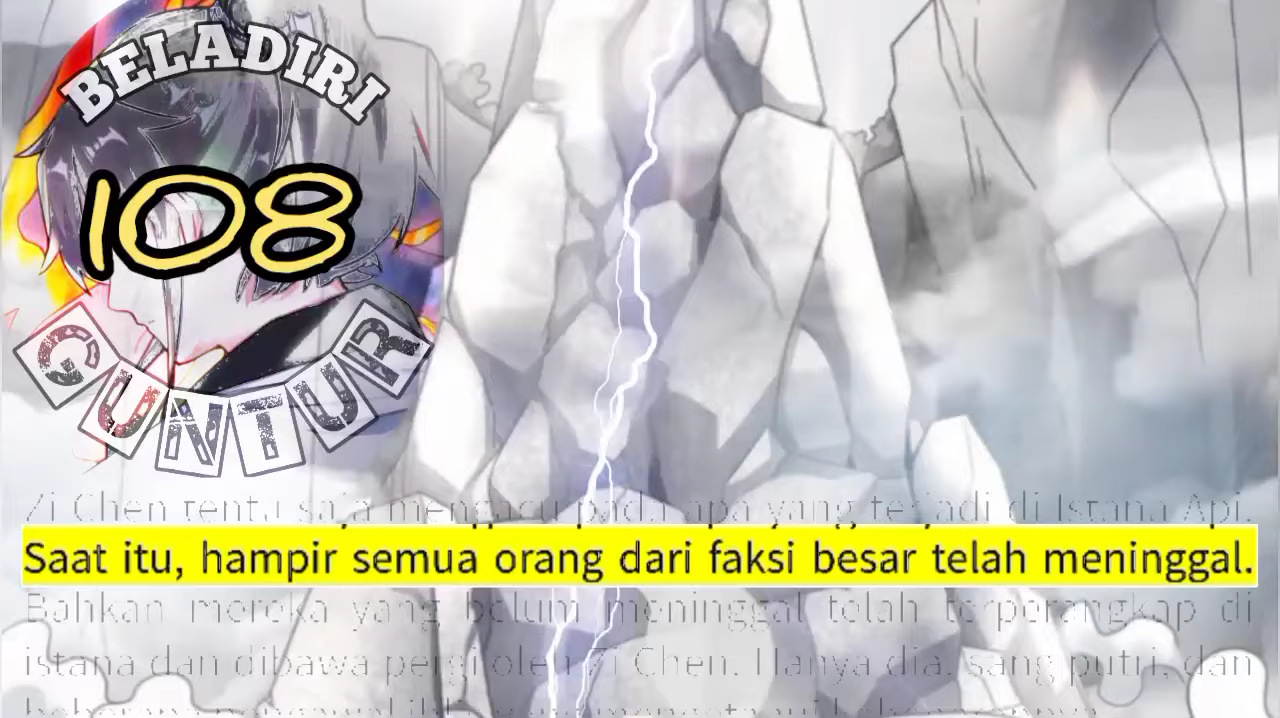 BELADIRI
108
GUNTUR
Zi Chen tentu saja mengacu pada apa yang terjadi di Istana Api.
Saat itu, hampir semua orang dari faksi besar telah meninggal.
Bahkan mereka yang belum meninggal telah terperangkap di
istana dan dibawa pergi oleh Zi Chen. Hanya dia, sang putri, dan